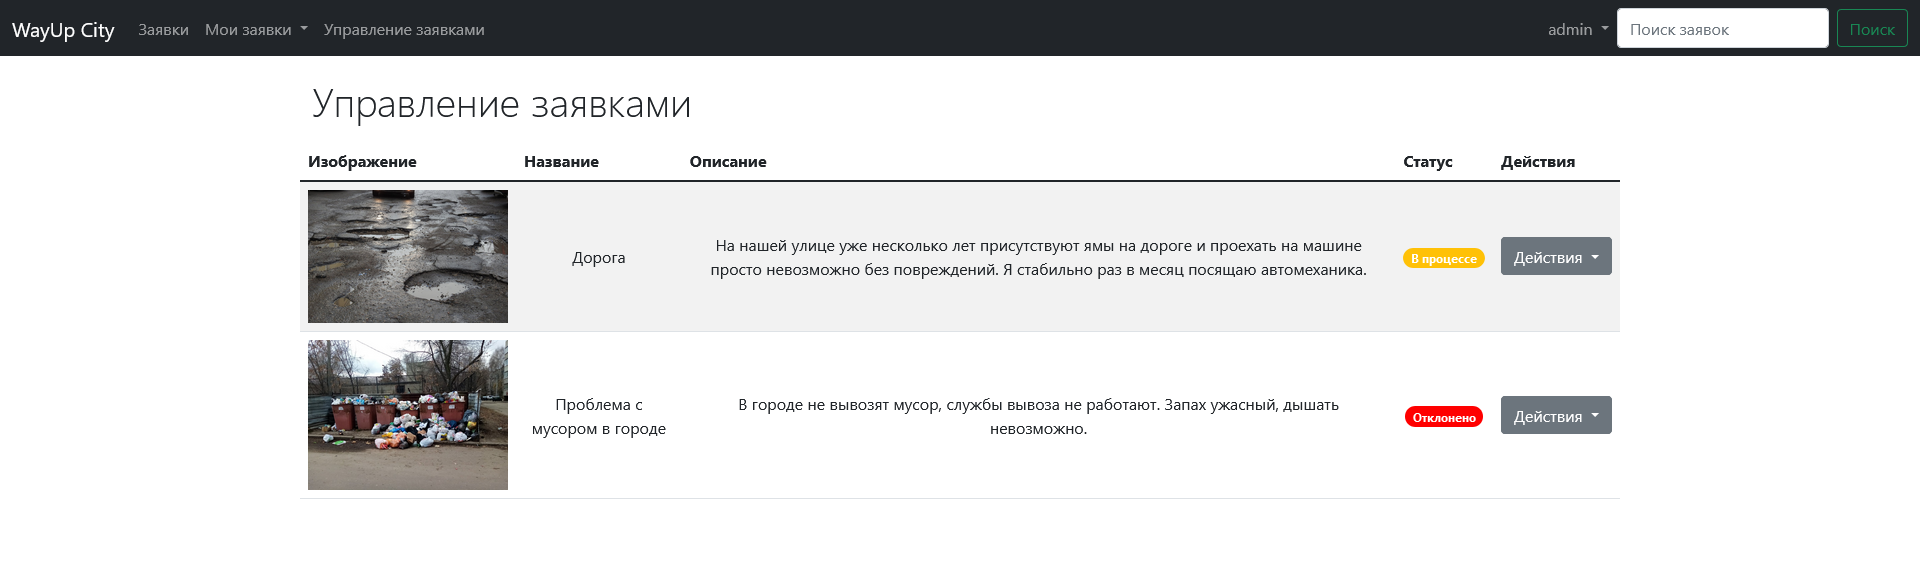 WayUp City Заявки Мои заявки Управление заявками admin Поиск заявок Поиск
Управление заявками
Изображение Название Описание Статус Действия
Дорога
На нашей улице уже несколько лет присутствуют ямы на дороге и проехать на машине
просто невозможно без повреждений. Я стабильно раз в месяц посящаю автомеханика.
В процессе
Действия
Проблема с
мусором в городе
В городе не вывозят мусор, службы вывоза не работают. Запах ужасный, дышать
невозможно.
Отклонено
Действия